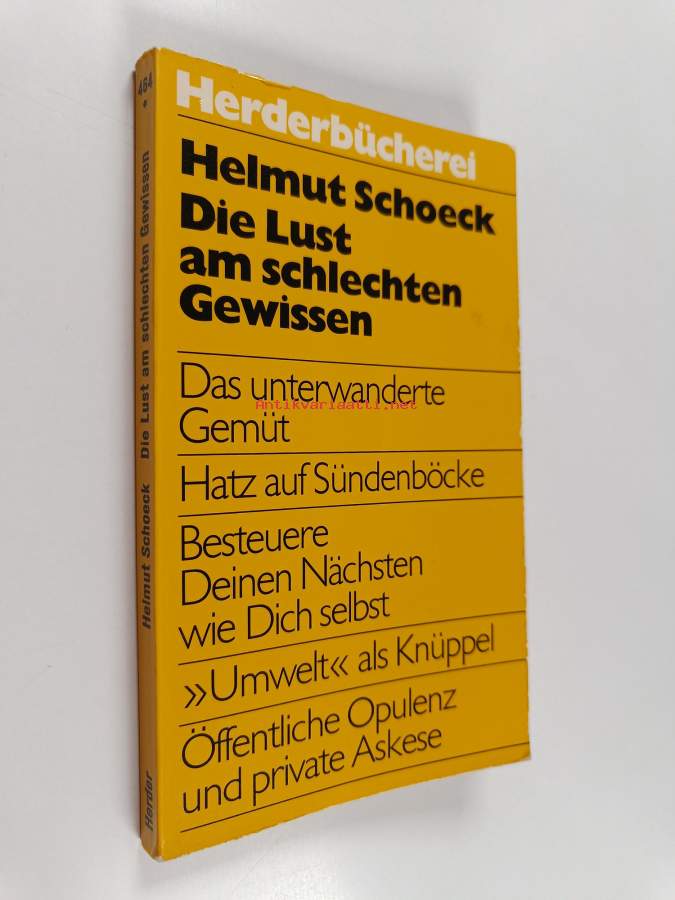 Herderbücherei
Helmut Schoeck
Die Lust
am schlechten
Gewissen
Das unterwanderte
Gemüt
Hatz auf Sündenböcke
Besteuere
Deinen Nächsten
wie Dich selbst
»Umwelt« als Knüppel
Öffentliche Opulenz
und private Askese
Antikvariaatti.net
Herder Helmut Schoeck Die Lust am schlechten Gewissen 464